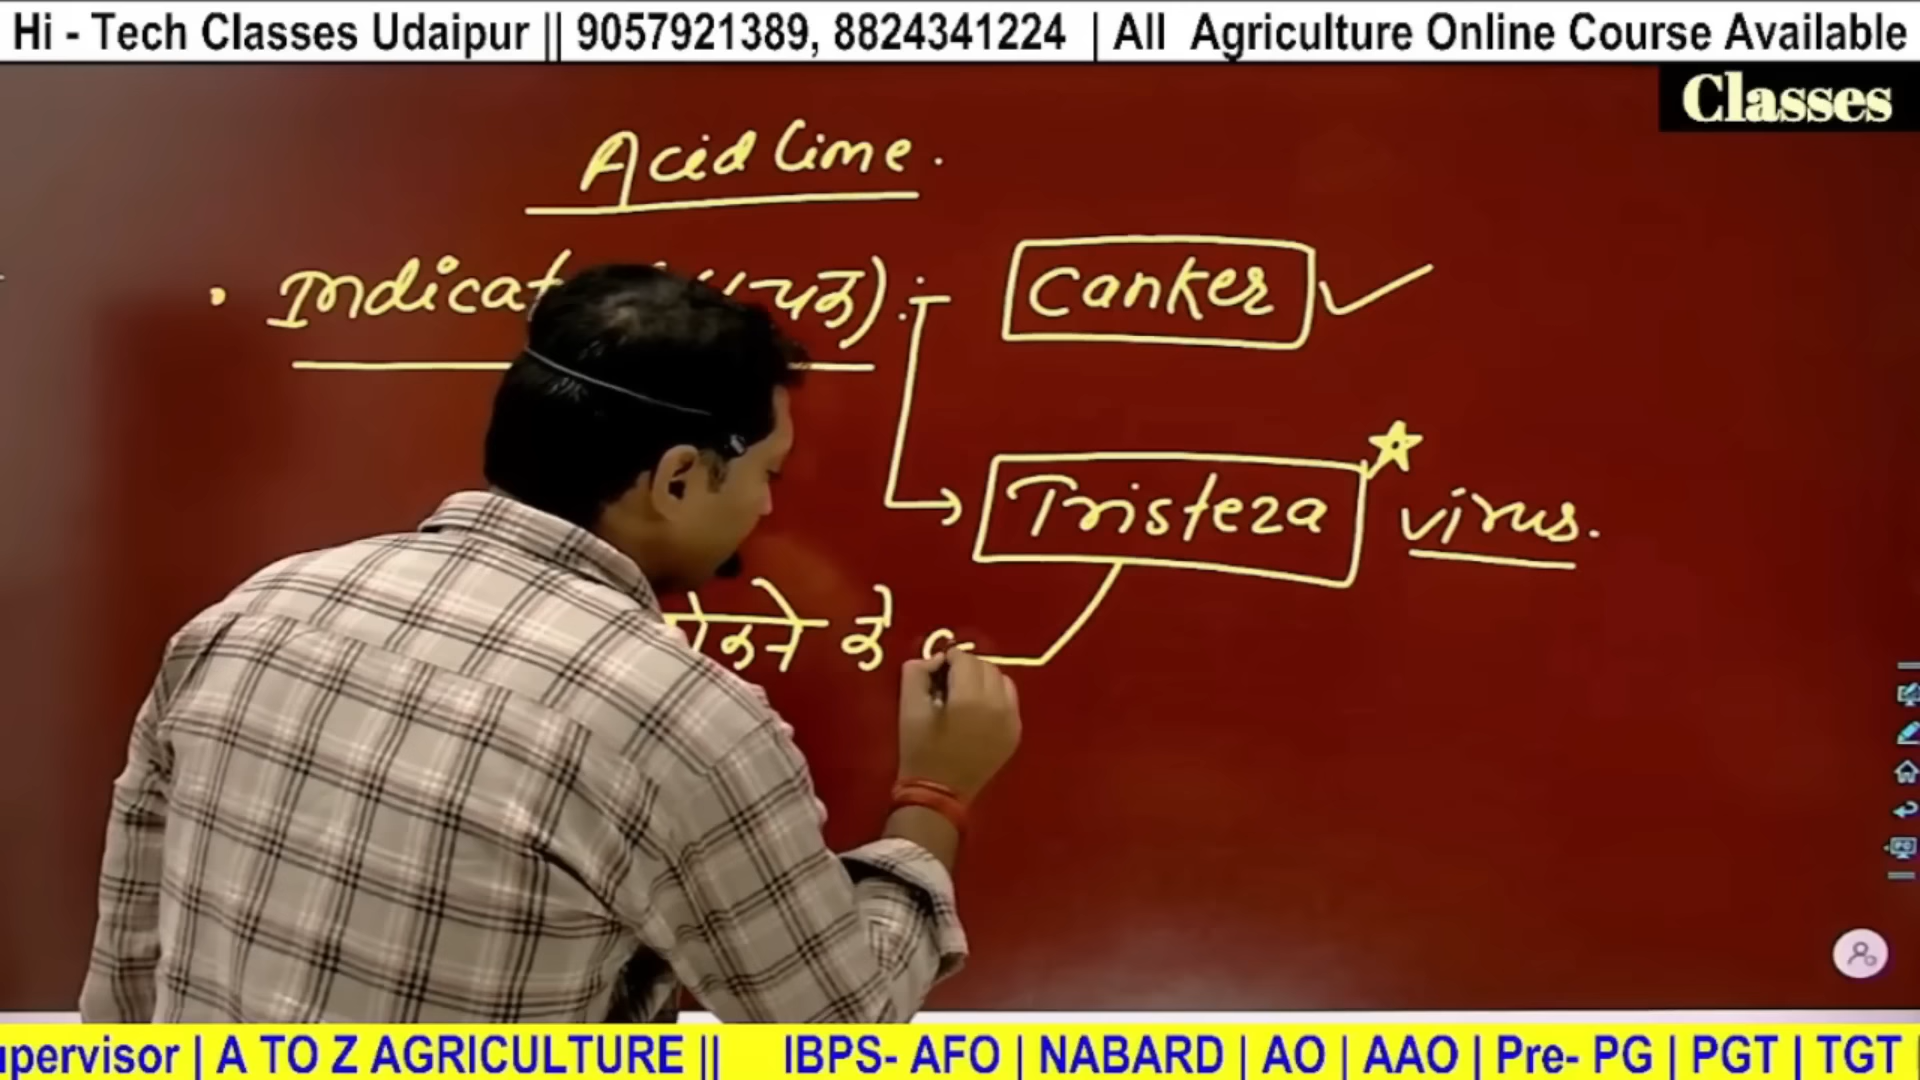 Hi - Tech Classes Udaipur || 9057921389, 8824341224 | All Agriculture Online Course Available
Classes
Acid lime.
• Indicat :- Canker ✓
Tristeza ★ virus.
के
upervisor | A TO Z AGRICULTURE || IBPS- AFO | NABARD | AO | AAO | Pre- PG | PGT | TGT